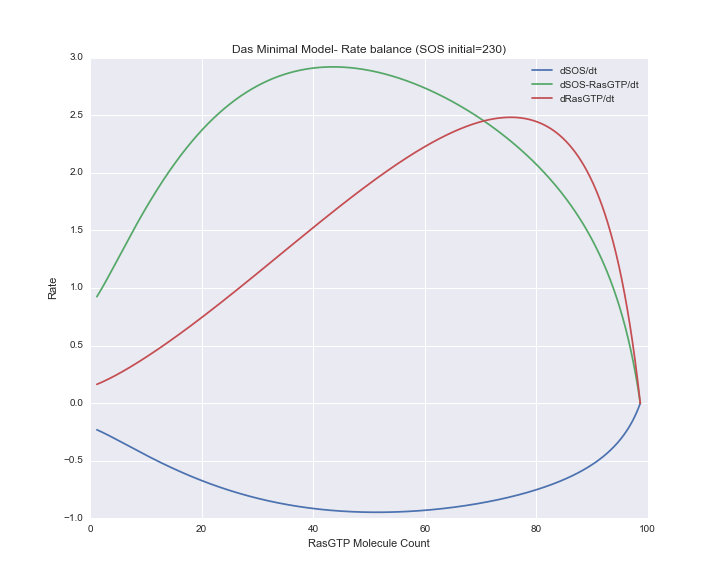 Das Minimal Model- Rate balance (SOS initial=230)
3.0
2.5
2.0
1.5
1.0
0.5
0.0
−0.5
−1.0
Rate
dSOS/dt
dSOS-RasGTP/dt
dRasGTP/dt
0 20 40 60 80 100
RasGTP Molecule Count